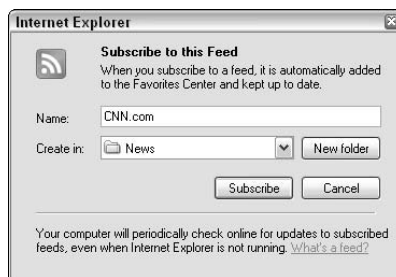 Internet Explorer
Subscribe to this Feed
When you subscribe to a feed, it is automatically added
to the Favorites Center and kept up to date.
Name: CNN.com
Create in: News New folder
Subscribe Cancel
Your computer will periodically check online for updates to subscribed
feeds, even when Internet Explorer is not running. What's a feed?